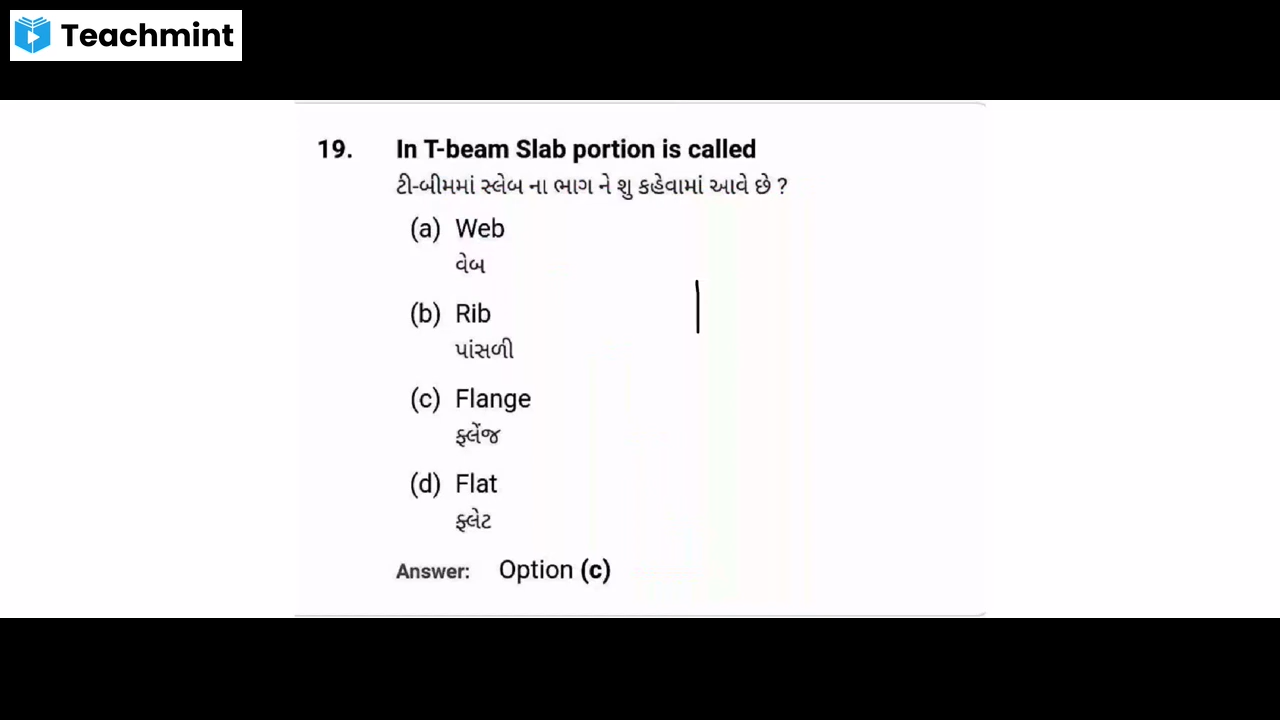 Teachmint
19. In T-beam Slab portion is called
ટી-બીમમાં સ્લેબ ના ભાગ ને શુ કહેવામાં આવે છે ?
(a) Web
વેબ
(b) Rib
પાંસળી
(c) Flange
ફ્લેંજ
(d) Flat
ફ્લેટ
Answer: Option (c)